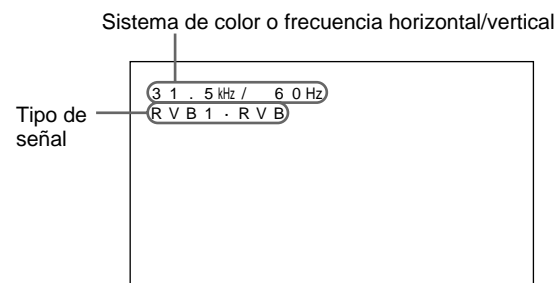 Sistema de color o frecuencia horizontal/vertical
31.5kHz/ 60Hz
RVB1·RVB
Tipo de
señal